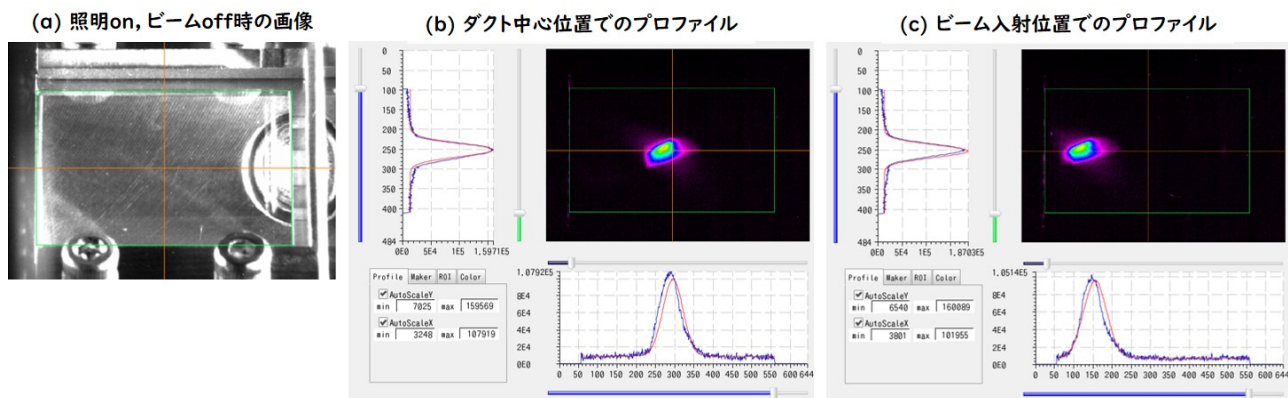 (a) 照明on, ビームoff時の画像
(b) ダクト中心位置でのプロファイル
(c) ビーム入射位置でのプロファイル
0
50
100
150
200
250
300
350
400
484
0E0 5E4 1E5 1.5971E5
Profile Maker ROI Color
AutoScaleY
min 7025 max 159569
AutoScaleX
min 3248 max 107919
1.0792E5
8E4
6E4
4E4
2E4
0E0
0 50 100 150 200 250 300 350 400 450 500 550 600 644
0
50
100
150
200
250
300
350
400
484
0E0 5E4 1E5 1.8703E5
Profile Maker ROI Color
AutoScaleY
min 6540 max 160089
AutoScaleX
min 3801 max 101955
1.0514E5
8E4
6E4
4E4
2E4
0E0
0 50 100 150 200 250 300 350 400 450 500 550 600 644